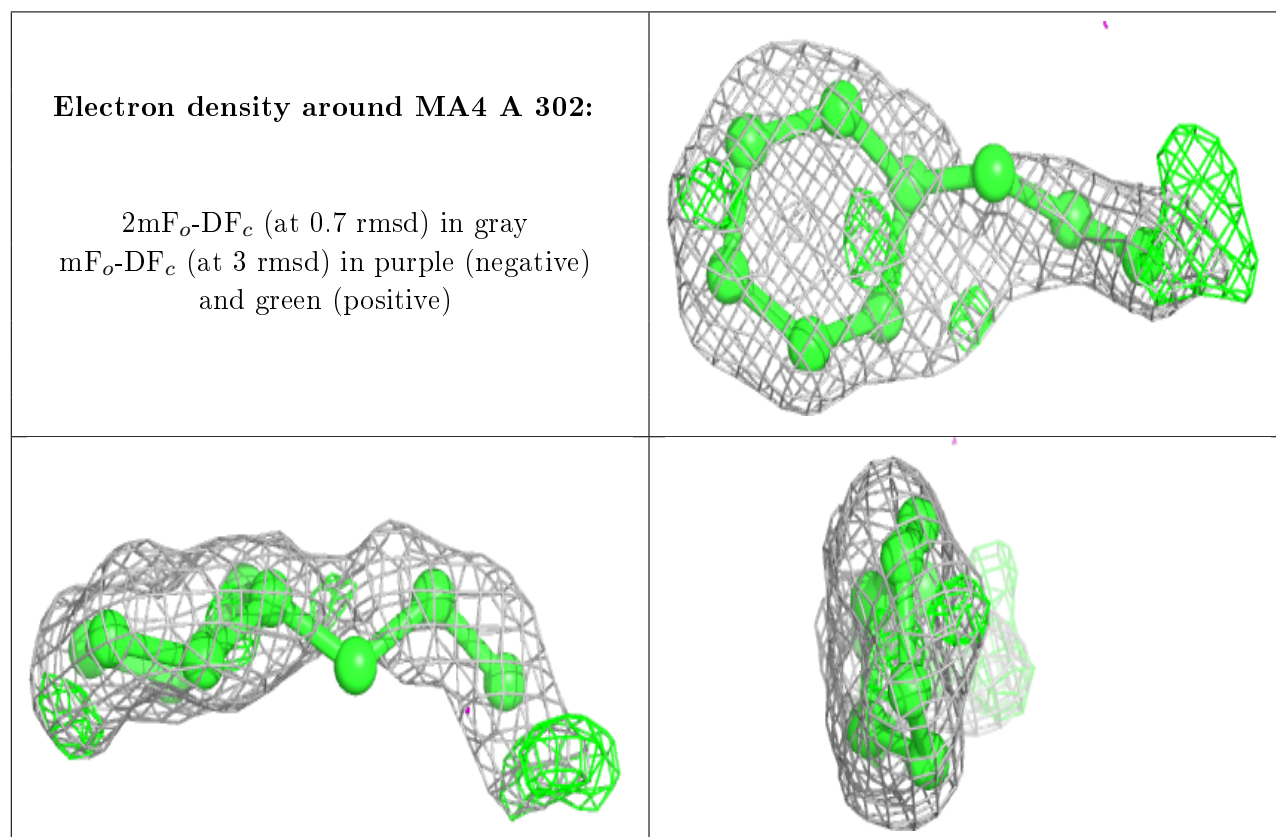 Electron density around MA4 A 302:
2mFₒ-DF𝒸 (at 0.7 rmsd) in gray
mFₒ-DF𝒸 (at 3 rmsd) in purple (negative)
and green (positive)